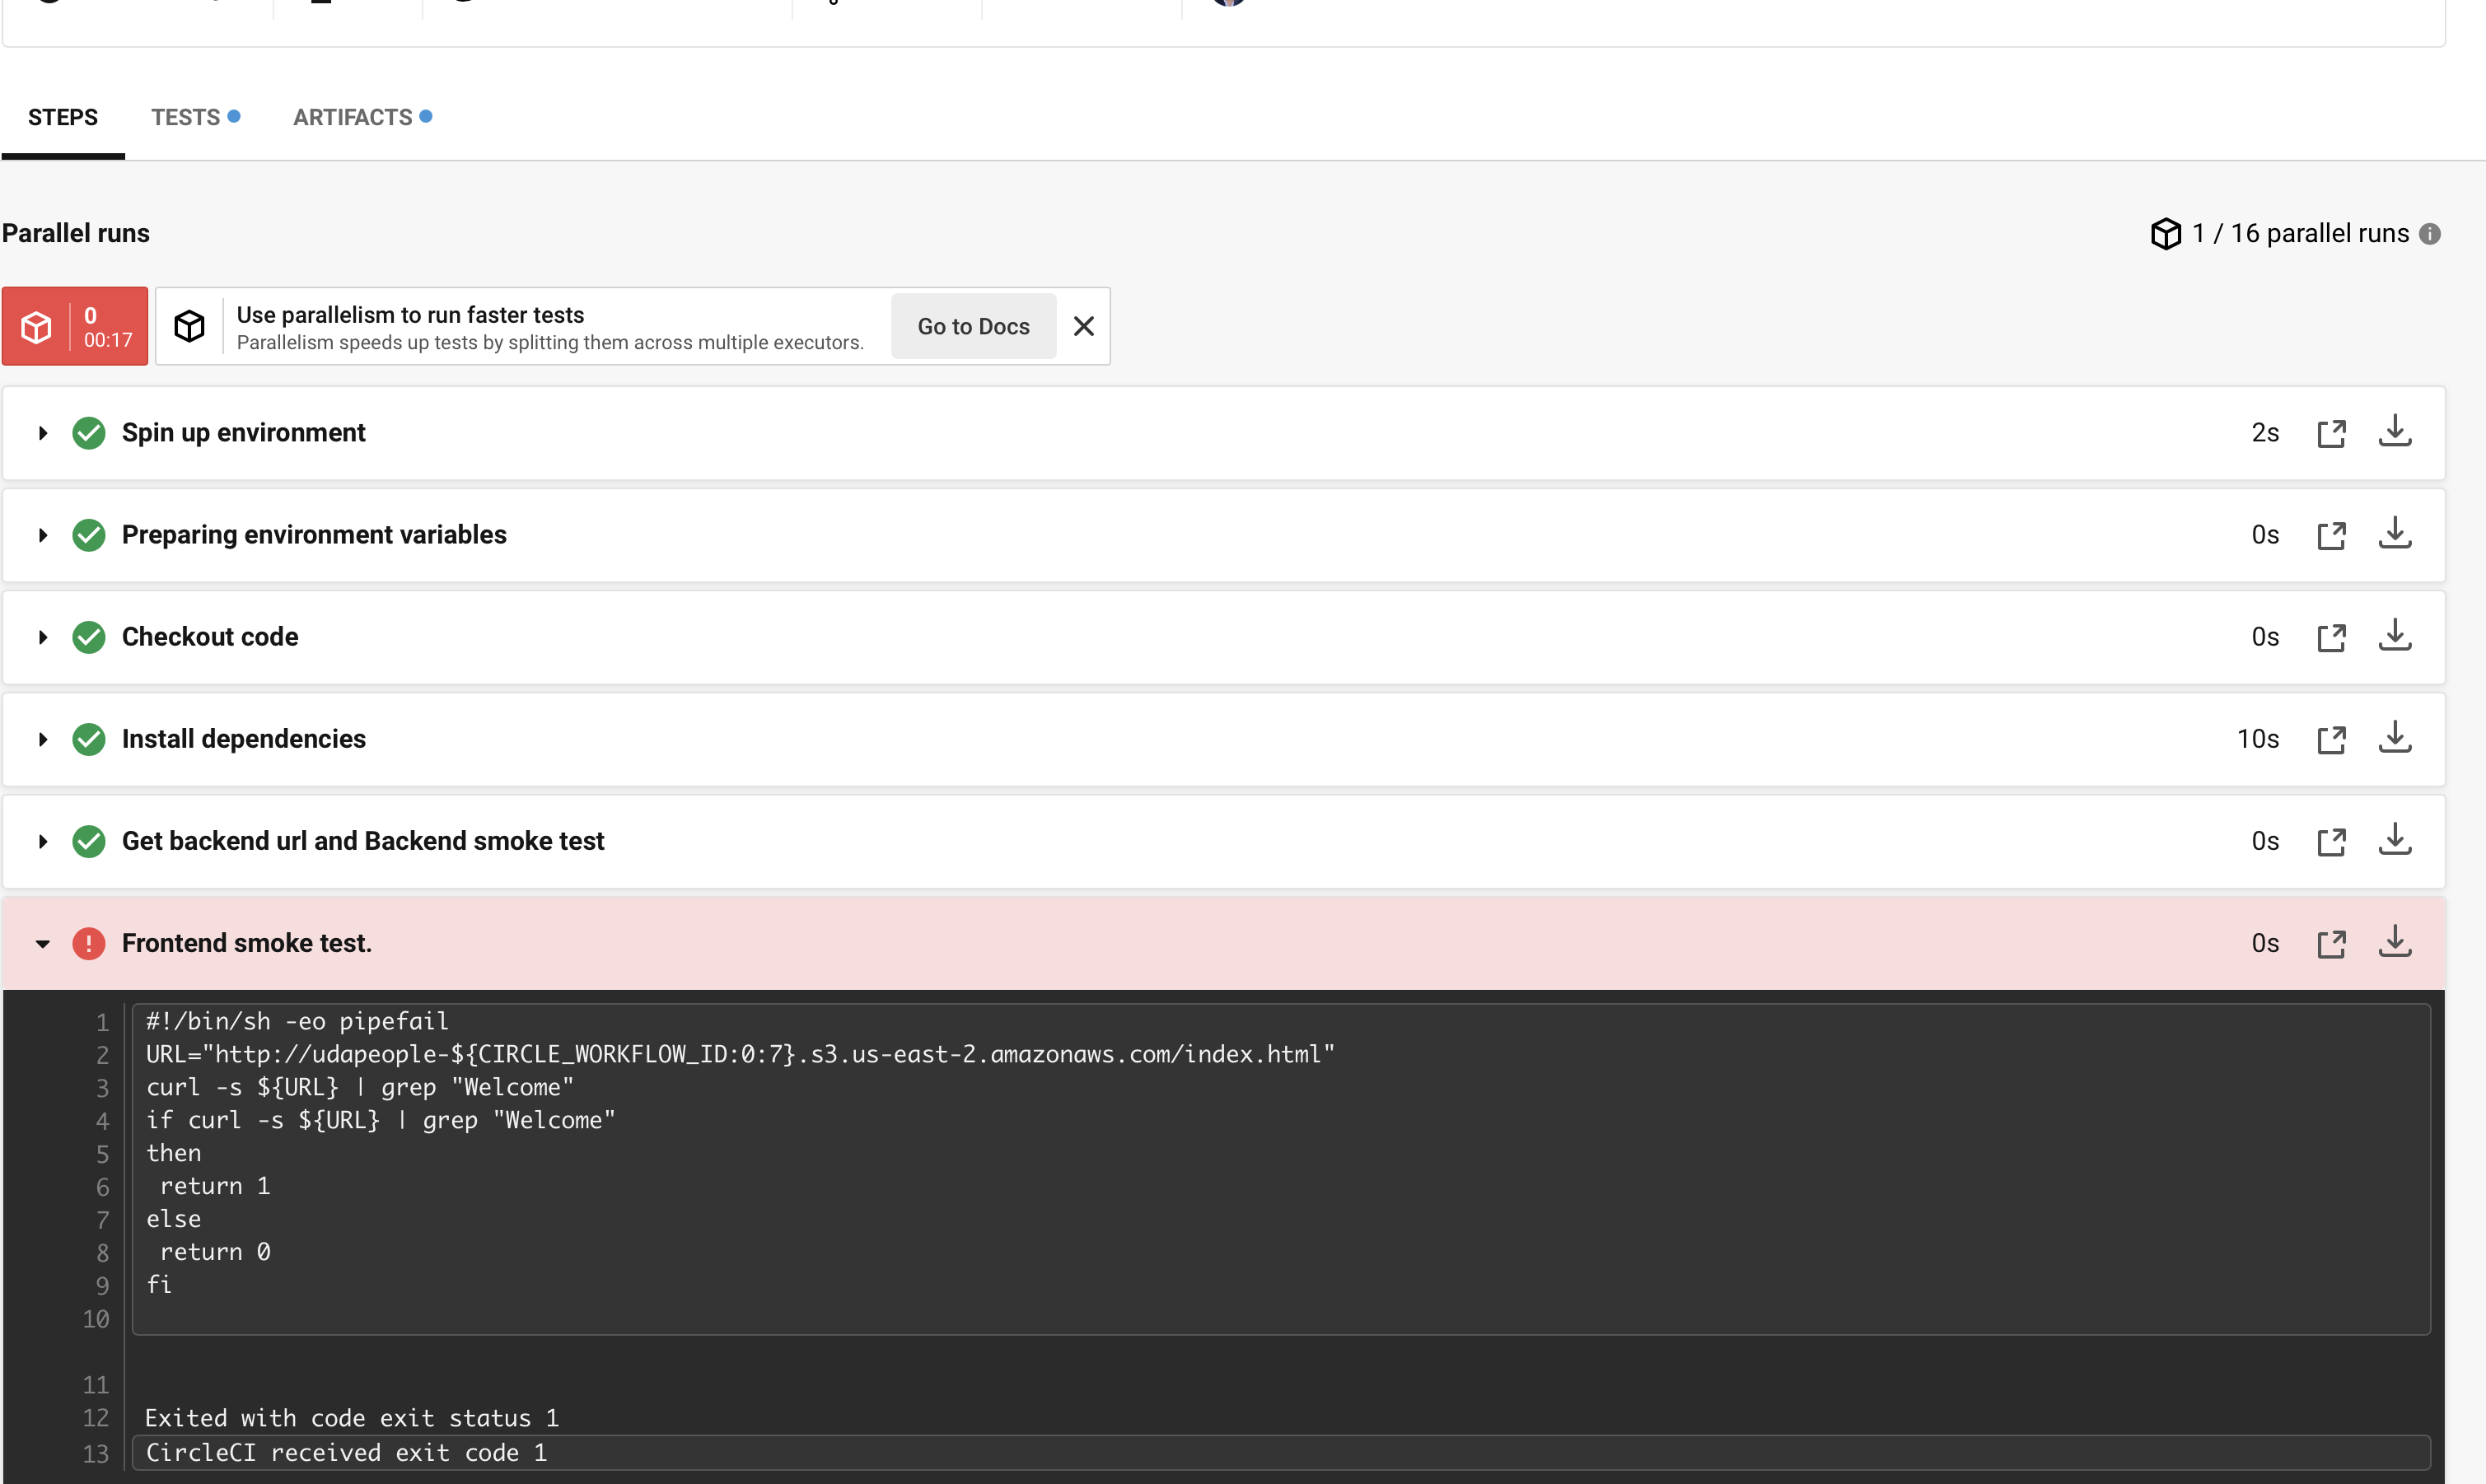 STEPS TESTS ARTIFACTS
Parallel runs
1 / 16 parallel runs
0
00:17
Use parallelism to run faster tests
Parallelism speeds up tests by splitting them across multiple executors.
Go to Docs
Spin up environment 2s
Preparing environment variables 0s
Checkout code 0s
Install dependencies 10s
Get backend url and Backend smoke test 0s
Frontend smoke test. 0s
1 #!/bin/sh -eo pipefail
2 URL="http://udapeople-${CIRCLE_WORKFLOW_ID:0:7}.s3.us-east-2.amazonaws.com/index.html"
3 curl -s ${URL} | grep "Welcome"
4 if curl -s ${URL} | grep "Welcome"
5 then
6  return 1
7 else
8  return 0
9 fi
10
11
12 Exited with code exit status 1
13 CircleCI received exit code 1